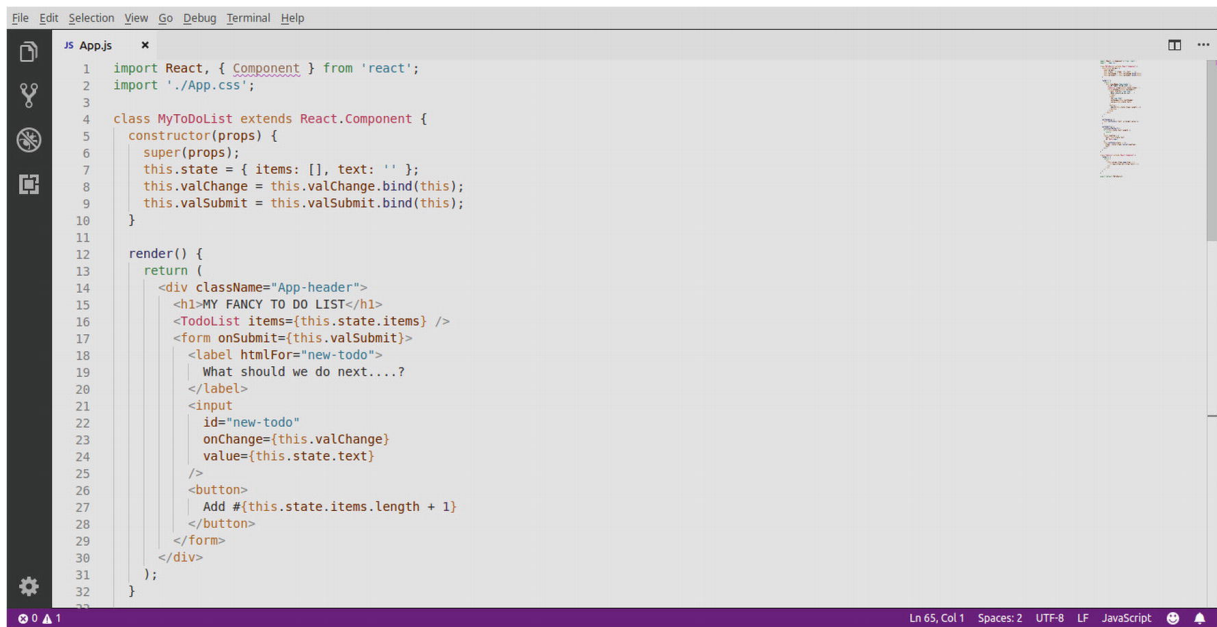 File Edit Selection View Go Debug Terminal Help
JS App.js ×
1 import React, { Component } from 'react';
2 import './App.css';
3
4 class MyToDoList extends React.Component {
5 constructor(props) {
6 super(props);
7 this.state = { items: [], text: '' };
8 this.valChange = this.valChange.bind(this);
9 this.valSubmit = this.valSubmit.bind(this);
10 }
11
12 render() {
13 return (
14 <div className="App-header">
15 <h1>MY FANCY TO DO LIST</h1>
16 <TodoList items={this.state.items} />
17 <form onSubmit={this.valSubmit}>
18 <label htmlFor="new-todo">
19 What should we do next....?
20 </label>
21 <input
22 id="new-todo"
23 onChange={this.valChange}
24 value={this.state.text}
25 />
26 <button>
27 Add #{this.state.items.length + 1}
28 </button>
29 </form>
30 </div>
31 );
32 }
0 1 Ln 65, Col 1 Spaces: 2 UTF-8 LF JavaScript